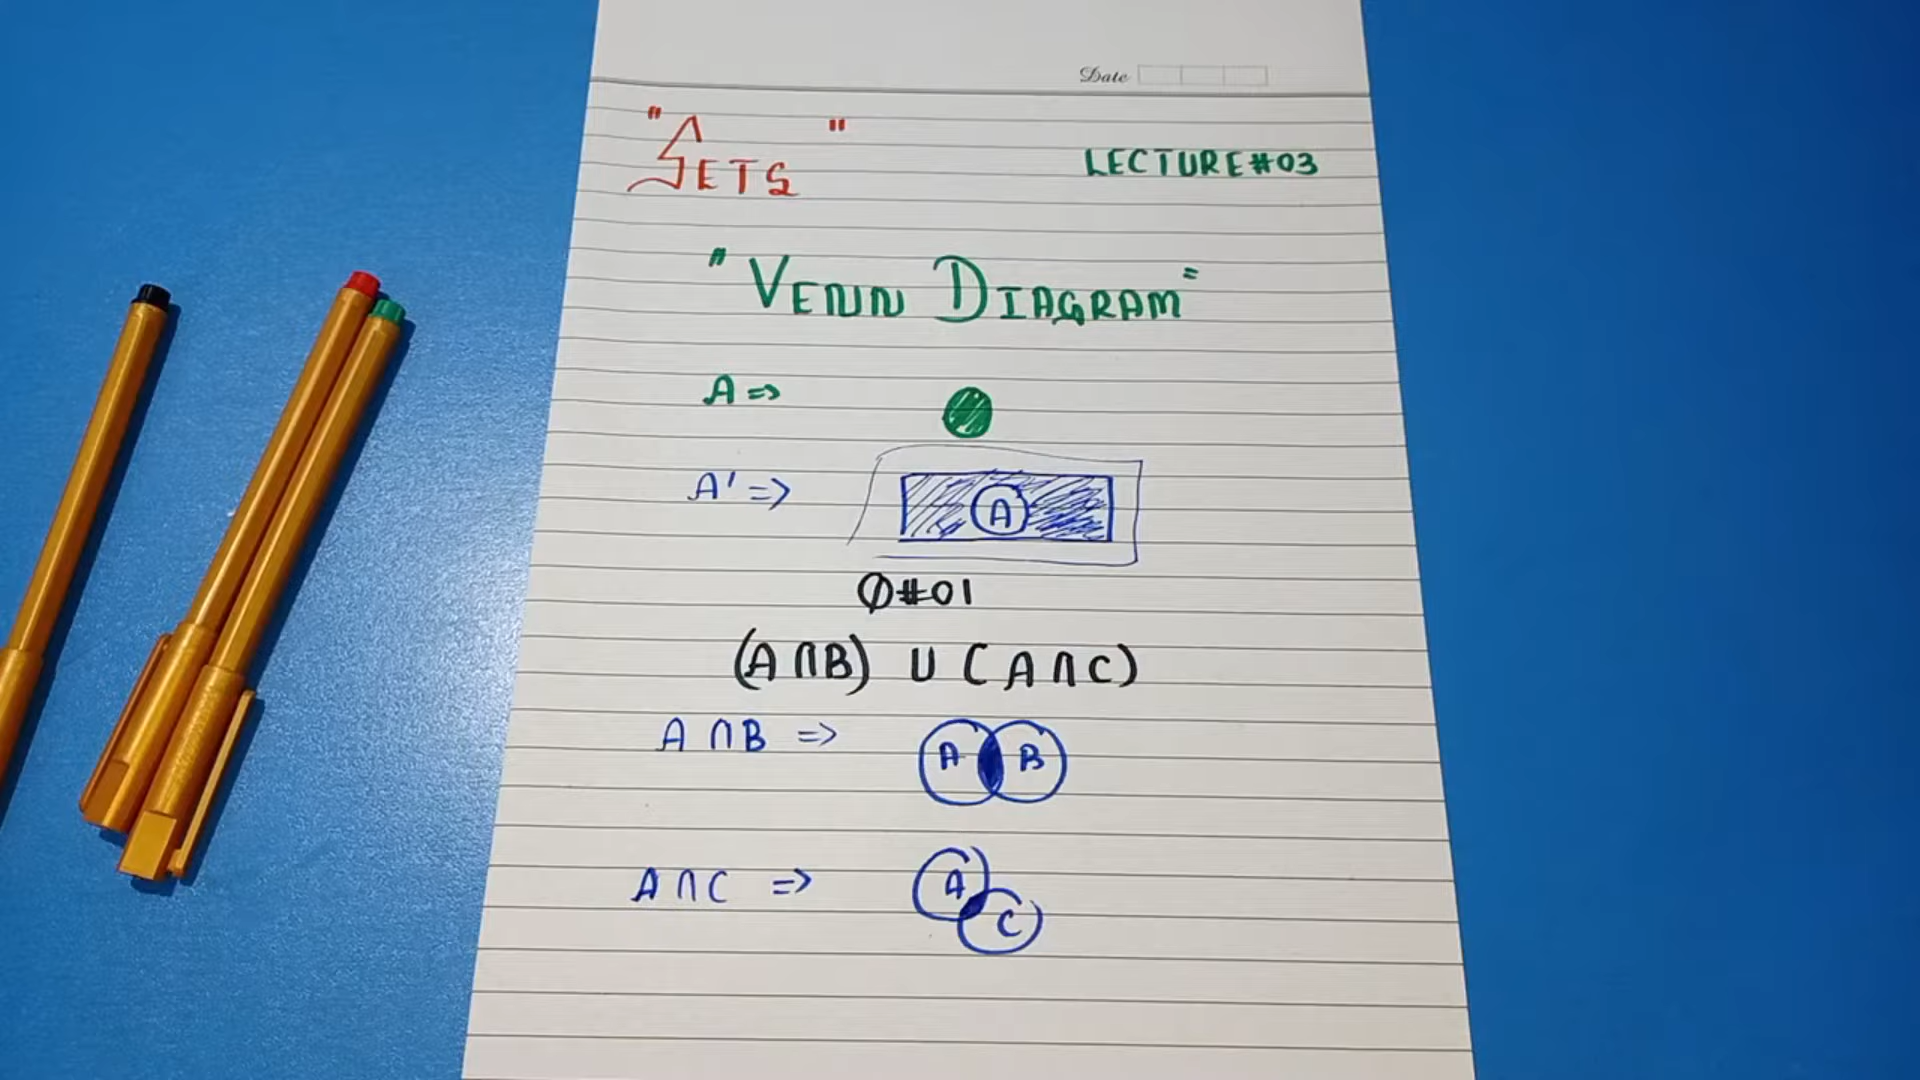 Date
"SETS"
LECTURE#03
"VENN DIAGRAM"
A =>
A' => A
Q#01
(A∩B) ∪ (A∩C)
A∩B => A B
A∩C => A C